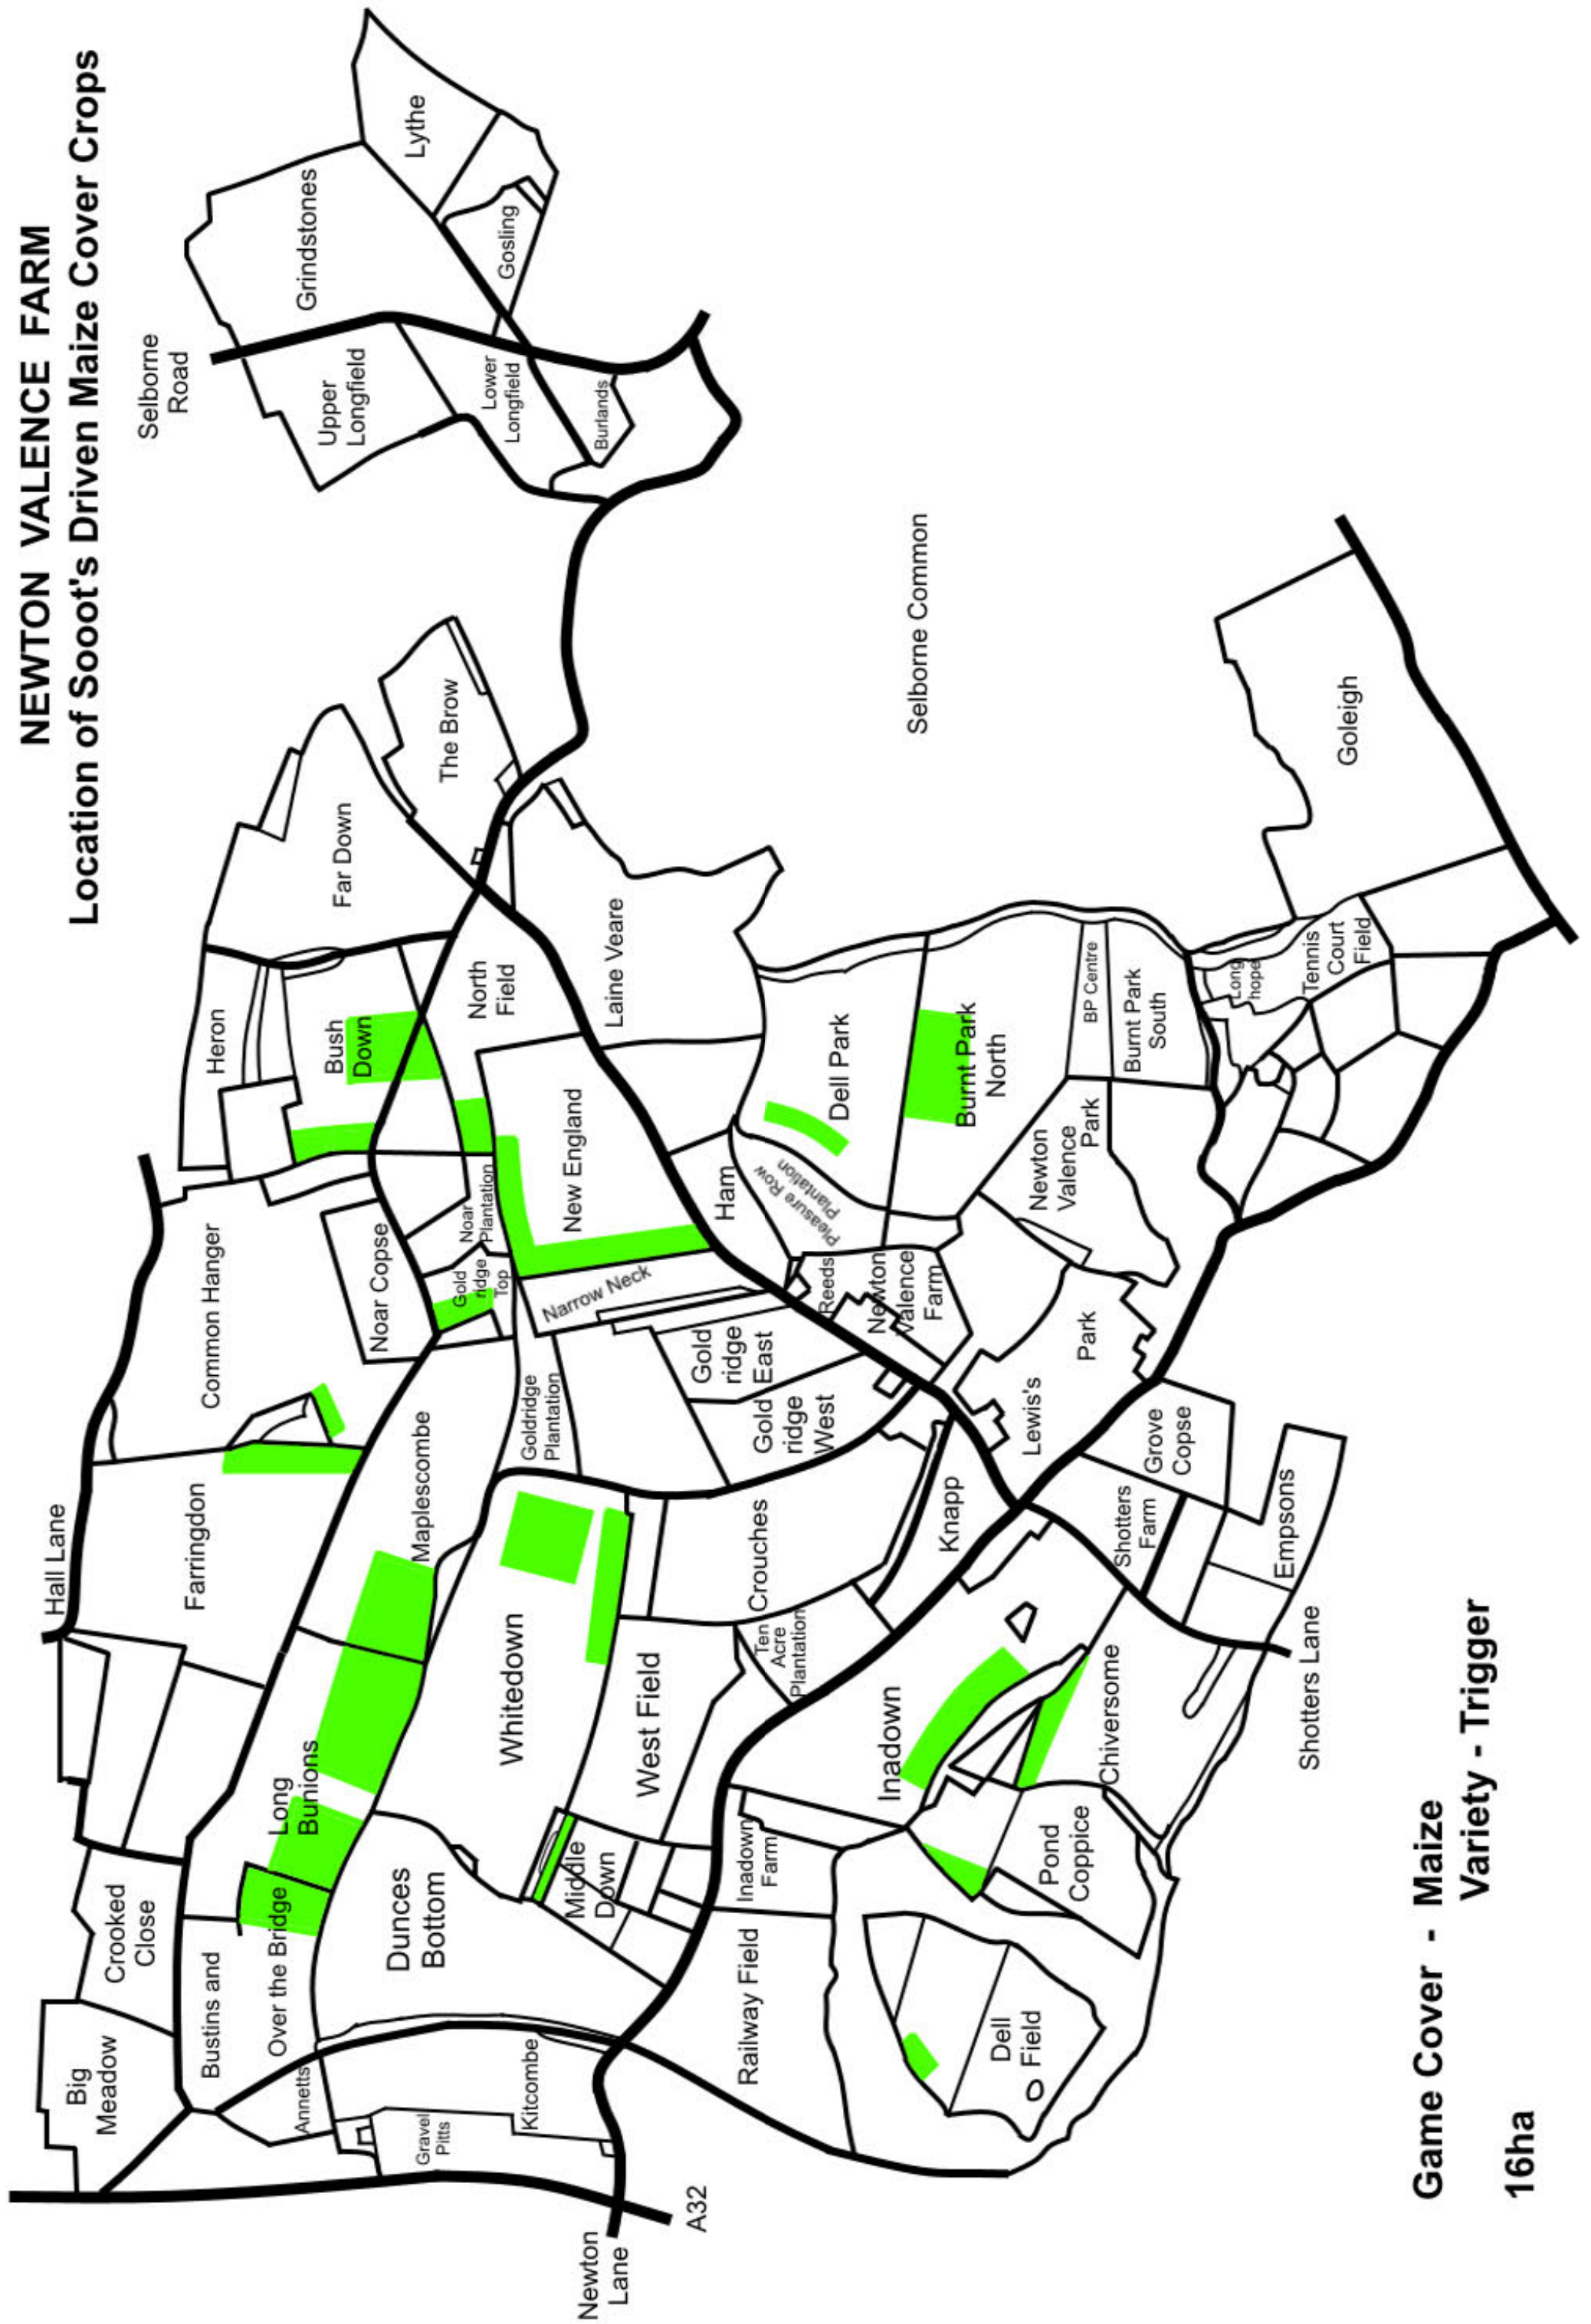 NEWTON VALENCE FARM
Location of Sooot's Driven Maize Cover Crops
Hall Lane
Selborne
Road
Big
Meadow
Crooked
Close
Farringdon
Common Hanger
Heron
Far Down
Grindstones
Lythe
Upper
Longfield
Lower
Longfield
Gosling
Burlands
Bustins and
Over the Bridge
Long
Bunions
Maplescombe
Noar Copse
Bush
Down
The Brow
Annetts
Gravel
Pitts
Kitcombe
Dunces
Bottom
Whitedown
Goldridge
Plantation
Gold
ridge
Top
Noar
Plantation
North
Field
New England
Narrow Neck
Laine Veare
Middle
Down
West Field
Crouches
Gold
ridge
West
Gold
ridge
East
Ham
Newton
Lane
A32
Railway Field
Inadown
Farm
Ten
Acre
Plantation
Knapp
Reeds
Pleasure Row
Plantation
Dell Park
Selborne Common
Inadown
Newton
Valence
Farm
Burnt Park
North
Lewis's
Park
Newton
Valence
Park
BP Centre
Burnt Park
South
Dell
Field
Pond
Coppice
Chiversome
Shotters
Farm
Grove
Copse
Long
hope
Tennis
Court
Field
Goleigh
Empsons
Shotters Lane
Game Cover - Maize
Variety - Trigger
16ha